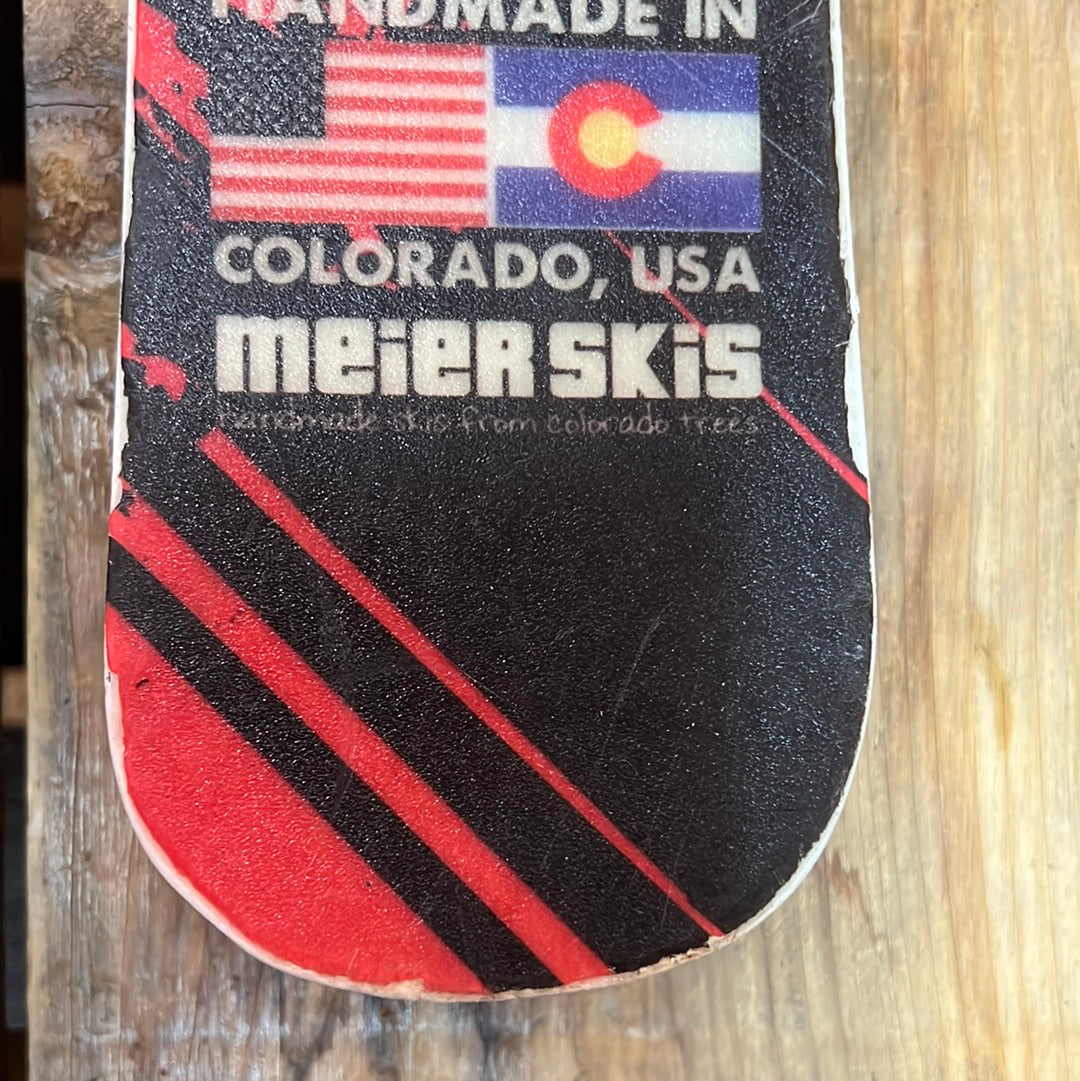 HANDMADE IN
COLORADO, USA
meier skis
handmade skis from colorado trees